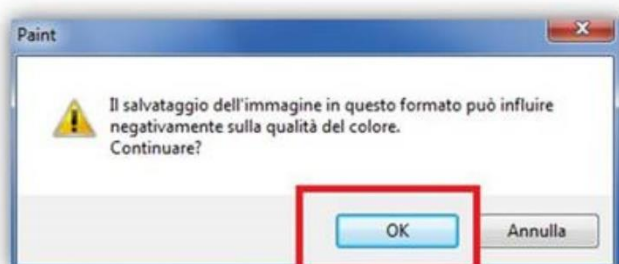 Paint
Il salvataggio dell'immagine in questo formato può influire
negativamente sulla qualità del colore.
Continuare?
OK
Annulla